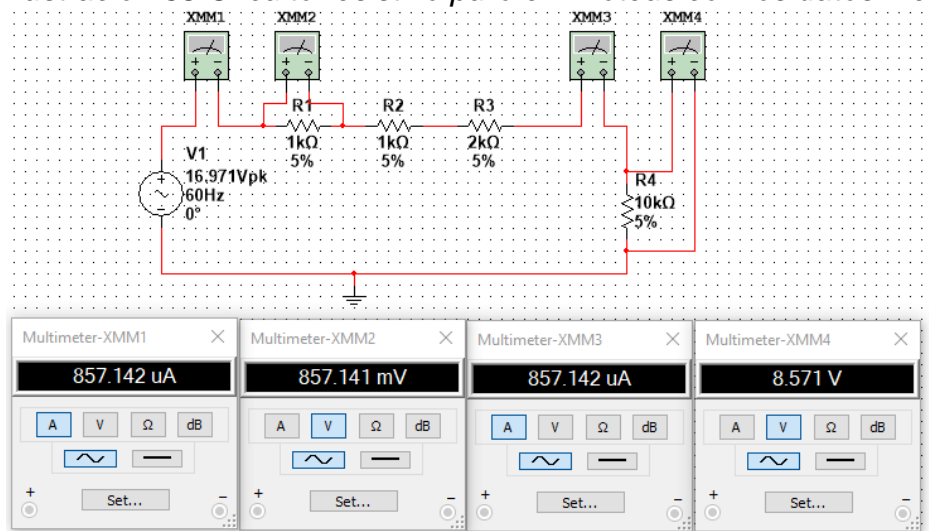 XMM1 XMM2 XMM3 XMM4
R1 R2 R3
1kΩ 1kΩ 2kΩ
5% 5% 5%
V1
16.971Vpk
60Hz
0°
R4
10kΩ
5%
Multimeter-XMM1 Multimeter-XMM2 Multimeter-XMM3 Multimeter-XMM4
857.142 uA 857.141 mV 857.142 uA 8.571 V
A V Ω dB A V Ω dB A V Ω dB A V Ω dB
+ Set... - + Set... - + Set... - + Set... -